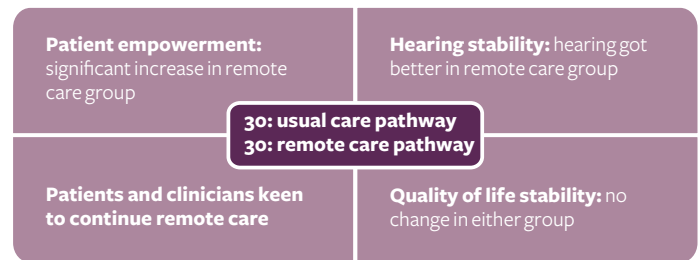 Patient empowerment:
significant increase in remote
care group
Hearing stability: hearing got
better in remote care group
30: usual care pathway
30: remote care pathway
Patients and clinicians keen
to continue remote care
Quality of life stability: no
change in either group